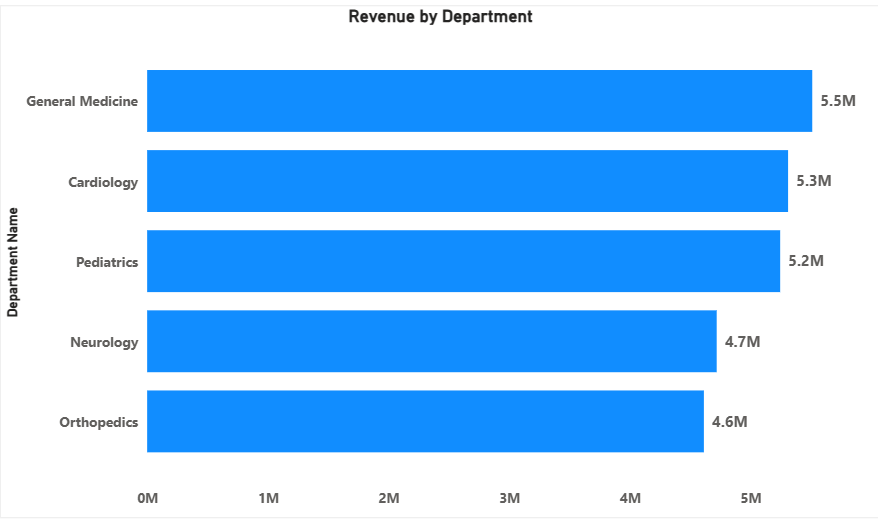 Revenue by Department
Department Name
General Medicine 5.5M
Cardiology 5.3M
Pediatrics 5.2M
Neurology 4.7M
Orthopedics 4.6M
0M 1M 2M 3M 4M 5M